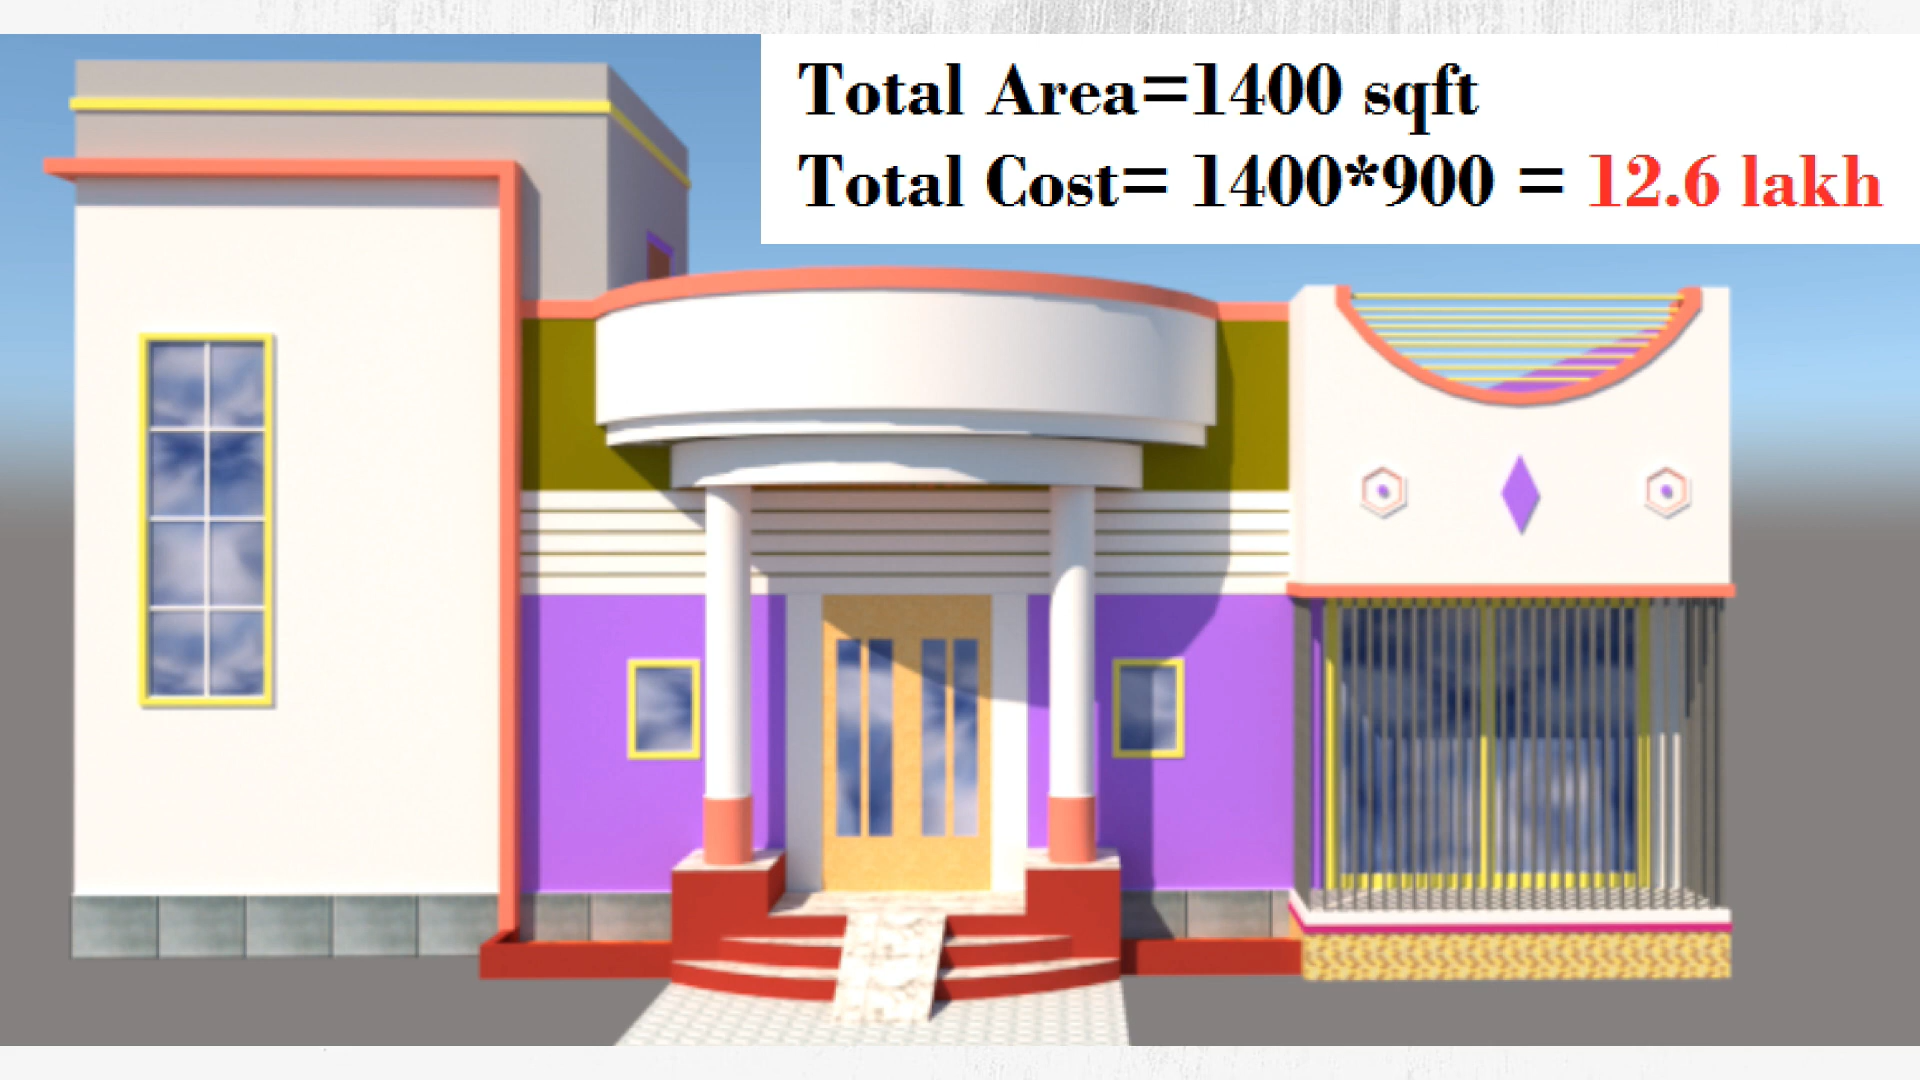 Total Area=1400 sqft
Total Cost= 1400*900 = 12.6 lakh